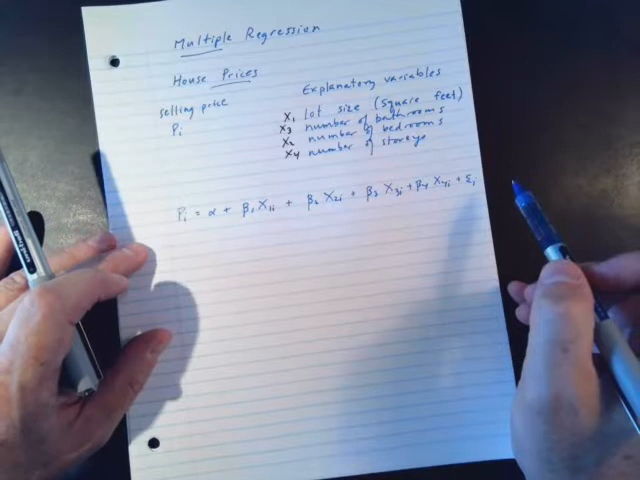 Multiple Regression
House Prices
Explanatory variables
selling price
Pi
X1 Lot size (square feet)
X3 number of bathrooms
X2 number of bedrooms
X4 number of storeys
Pi = α + β1 X1i + β2 X2i + β3 X3i + β4 X4i + Σi